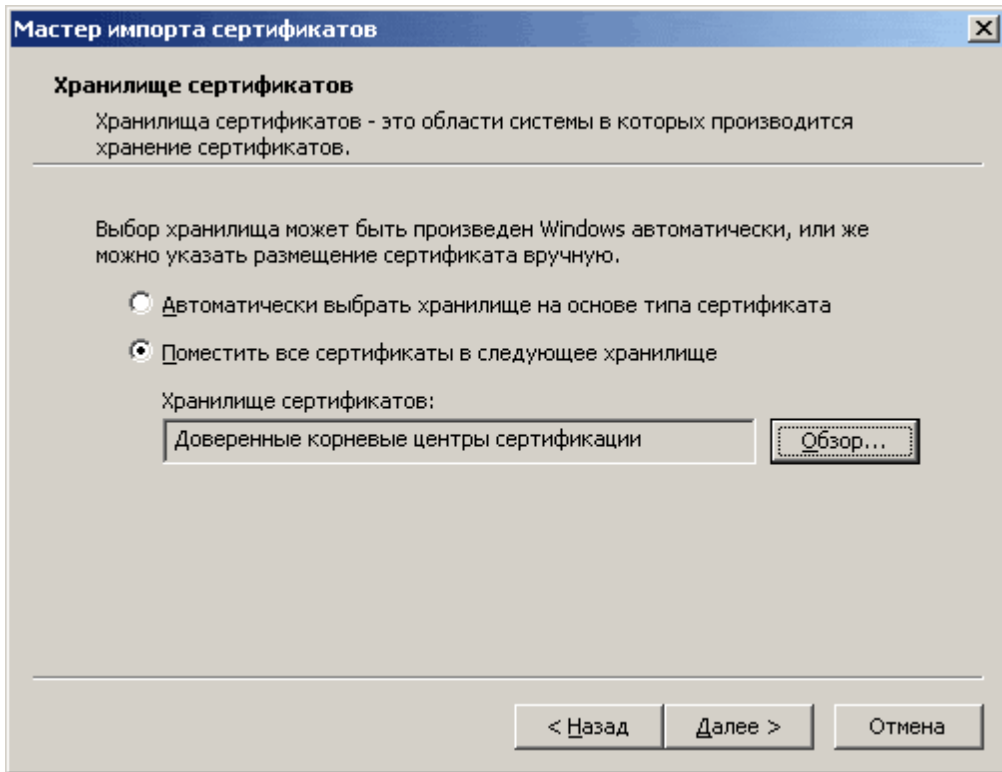 Мастер импорта сертификатов
Хранилище сертификатов
Хранилища сертификатов - это области системы в которых производится
хранение сертификатов.
Выбор хранилища может быть произведен Windows автоматически, или же
можно указать размещение сертификата вручную.
Автоматически выбрать хранилище на основе типа сертификата
Поместить все сертификаты в следующее хранилище
Хранилище сертификатов:
Доверенные корневые центры сертификации
Обзор...
< Назад
Далее >
Отмена